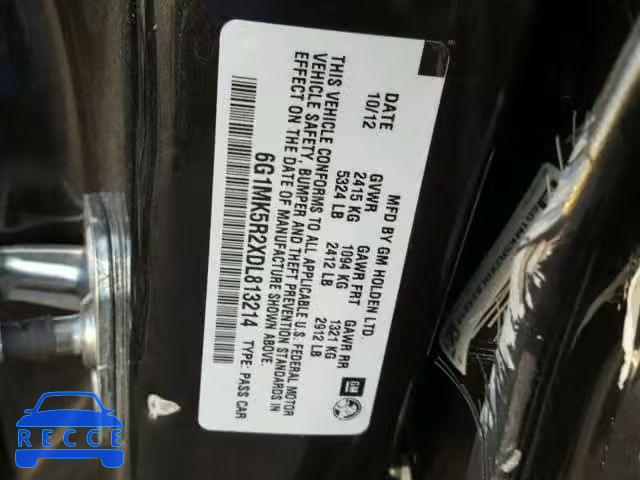 MFD BY GM HOLDEN LTD
DATE GVWR GAWR FRT GAWR RR
10/12 2415 KG 1094 KG 1321 KG
5324 LB 2412 LB 2912 LB
THIS VEHICLE CONFORMS TO ALL APPLICABLE U.S. FEDERAL MOTOR
VEHICLE SAFETY, BUMPER AND THEFT PREVENTION STANDARDS IN
EFFECT ON THE DATE OF MANUFACTURE SHOWN ABOVE.
6G1MK5R2XDL813214 TYPE: PASS CAR
GM
RECCE